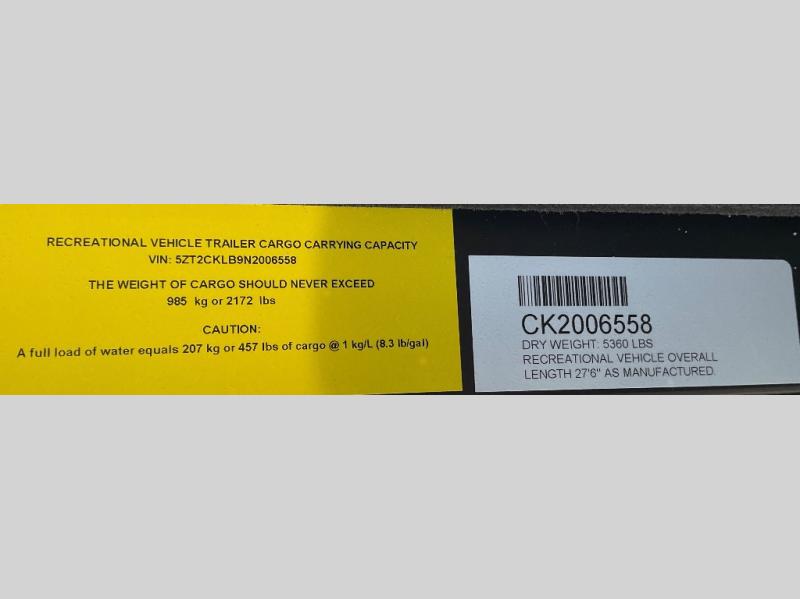 RECREATIONAL VEHICLE TRAILER CARGO CARRYING CAPACITY
VIN: 5ZT2CKLB9N2006558
THE WEIGHT OF CARGO SHOULD NEVER EXCEED
985 kg or 2172 lbs
CAUTION:
A full load of water equals 207 kg or 457 lbs of cargo @ 1 kg/L (8.3 lb/gal)
CK2006558
DRY WEIGHT: 5360 LBS
RECREATIONAL VEHICLE OVERALL
LENGTH 27'6" AS MANUFACTURED.